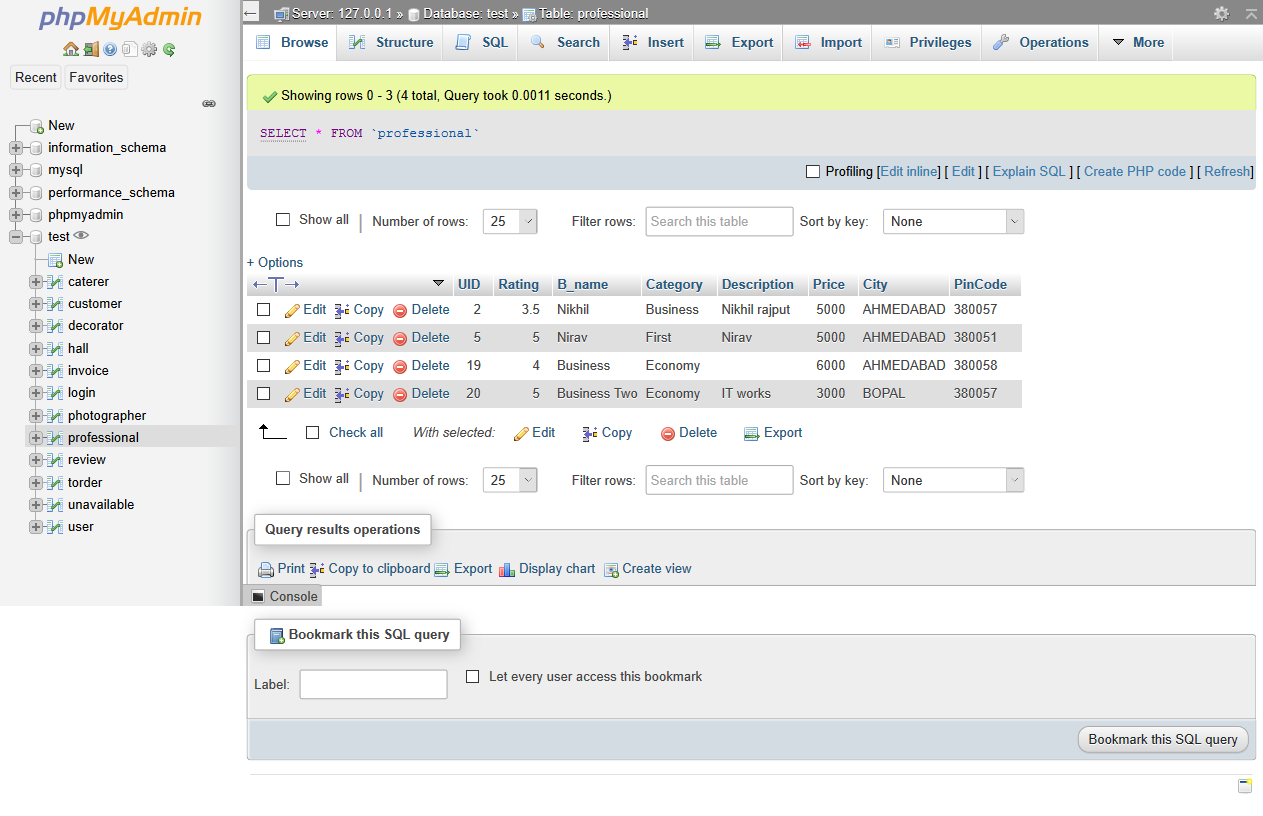 phpMyAdmin
Recent Favorites
New
information_schema
mysql
performance_schema
phpmyadmin
test
New
caterer
customer
decorator
hall
invoice
login
photographer
professional
review
torder
unavailable
user
Server: 127.0.0.1 » Database: test » Table: professional
Browse Structure SQL Search Insert Export Import Privileges Operations More
Showing rows 0 - 3 (4 total, Query took 0.0011 seconds.)
SELECT * FROM `professional`
Profiling [Edit inline] [ Edit ] [ Explain SQL ] [ Create PHP code ] [ Refresh]
Show all | Number of rows: 25 Filter rows: Search this table Sort by key: None
+ Options
←T→ UID Rating B_name Category Description Price City PinCode
Edit Copy Delete 2 3.5 Nikhil Business Nikhil rajput 5000 AHMEDABAD 380057
Edit Copy Delete 5 5 Nirav First Nirav 5000 AHMEDABAD 380051
Edit Copy Delete 19 4 Business Economy 6000 AHMEDABAD 380058
Edit Copy Delete 20 5 Business Two Economy IT works 3000 BOPAL 380057
Check all With selected: Edit Copy Delete Export
Show all | Number of rows: 25 Filter rows: Search this table Sort by key: None
Query results operations
Print Copy to clipboard Export Display chart Create view
Console
Bookmark this SQL query
Label: Let every user access this bookmark
Bookmark this SQL query